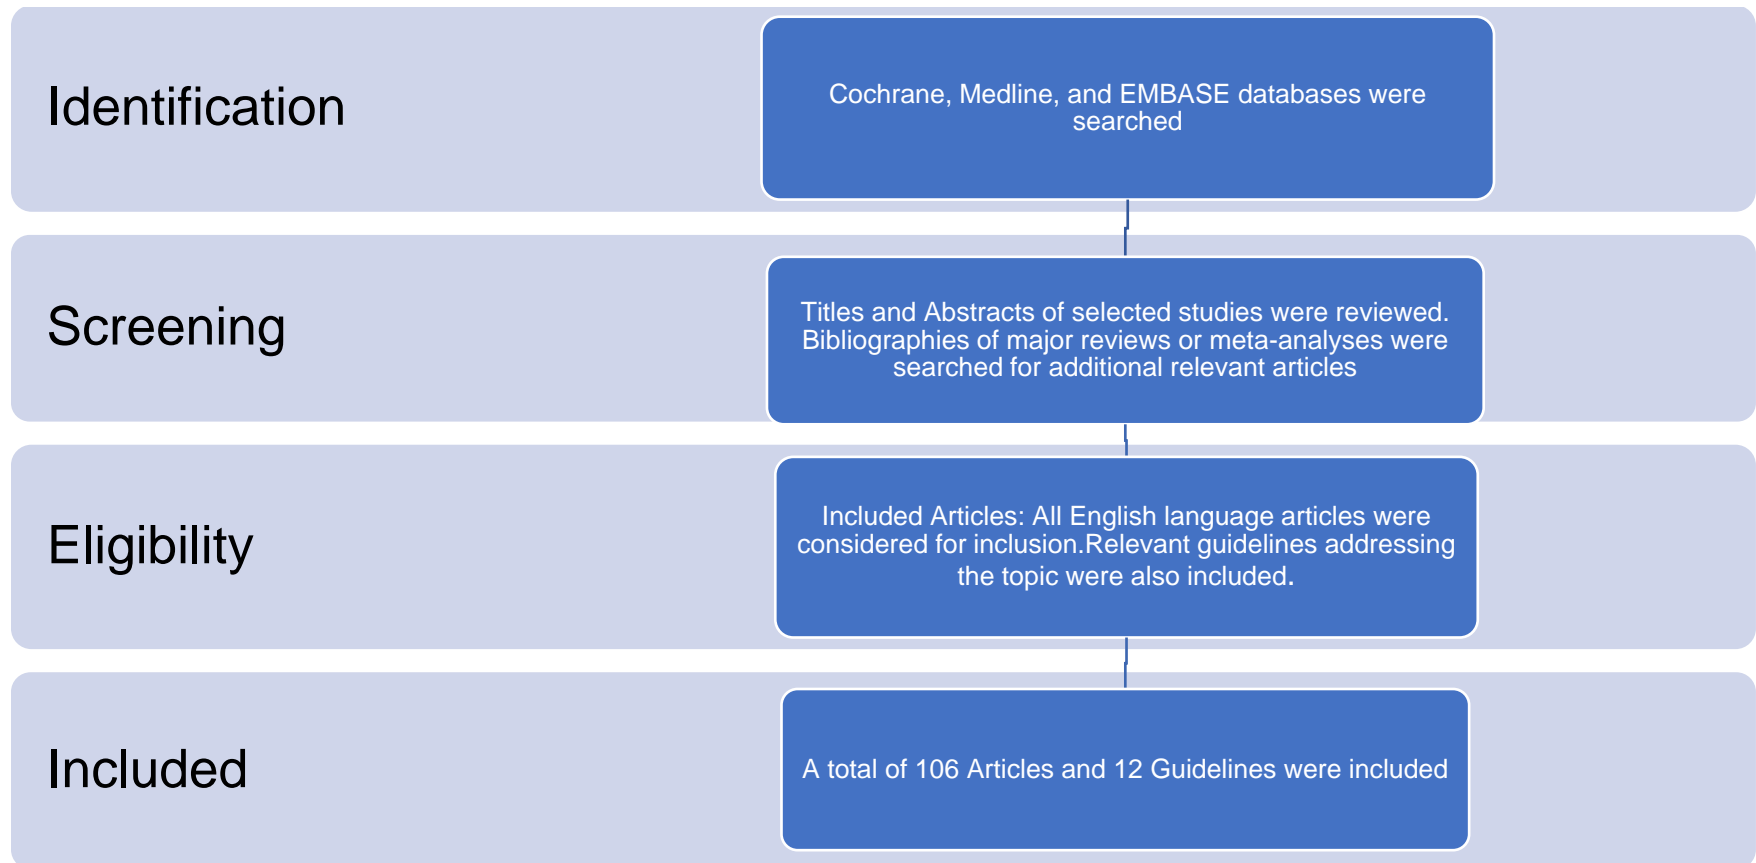 Identification
Cochrane, Medline, and EMBASE databases were
searched
Screening
Titles and Abstracts of selected studies were reviewed.
Bibliographies of major reviews or meta-analyses were
searched for additional relevant articles
Eligibility
Included Articles: All English language articles were
considered for inclusion.Relevant guidelines addressing
the topic were also included.
Included
A total of 106 Articles and 12 Guidelines were included